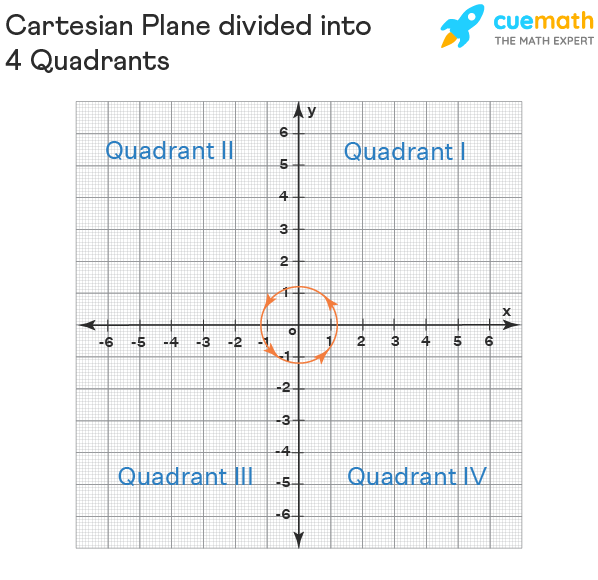 Cartesian Plane divided into
4 Quadrants
cuemath
THE MATH EXPERT
y
6
Quadrant II
Quadrant I
5
4
3
2
1
x
o
-6 -5 -4 -3 -2 -1 1 2 3 4 5 6
-1
-2
-3
-4
Quadrant III
Quadrant IV
-5
-6